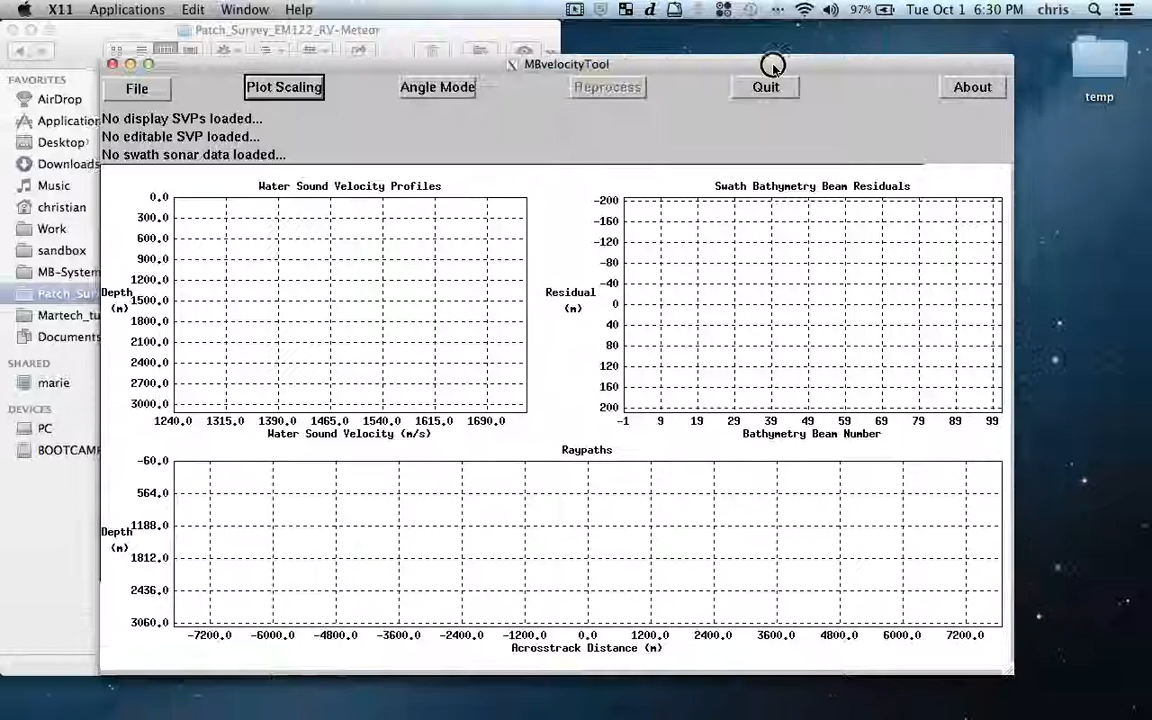 X11 Applications Edit Window Help
97% Tue Oct 1 6:30 PM chris
Patch_Survey_EM122_RV-Meteor
MBvelocityTool
File Plot Scaling Angle Mode Reprocess Quit About
No display SVPs loaded...
No editable SVP loaded...
No swath sonar data loaded...
FAVORITES
AirDrop
Application
Desktop
Downloads
Music
christian
Work
sandbox
MB-System
Patch_Sur
Martech_tu
Documents
SHARED
marie
DEVICES
PC
BOOTCAM
temp
Water Sound Velocity Profiles
0.0
300.0
600.0
900.0
1200.0
Depth
1500.0
(m)
1800.0
2100.0
2400.0
2700.0
3000.0
1240.0 1315.0 1390.0 1465.0 1540.0 1615.0 1690.0
Water Sound Velocity (m/s)
Swath Bathymetry Beam Residuals
-200
-160
-120
-80
-40
Residual
0
(m)
40
80
120
160
200
-1 9 19 29 39 49 59 69 79 89 99
Bathymetry Beam Number
Raypaths
-60.0
564.0
1188.0
Depth
(m)
1812.0
2436.0
3060.0
-7200.0 -6000.0 -4800.0 -3600.0 -2400.0 -1200.0 0.0 1200.0 2400.0 3600.0 4800.0 6000.0 7200.0
Acrosstrack Distance (m)